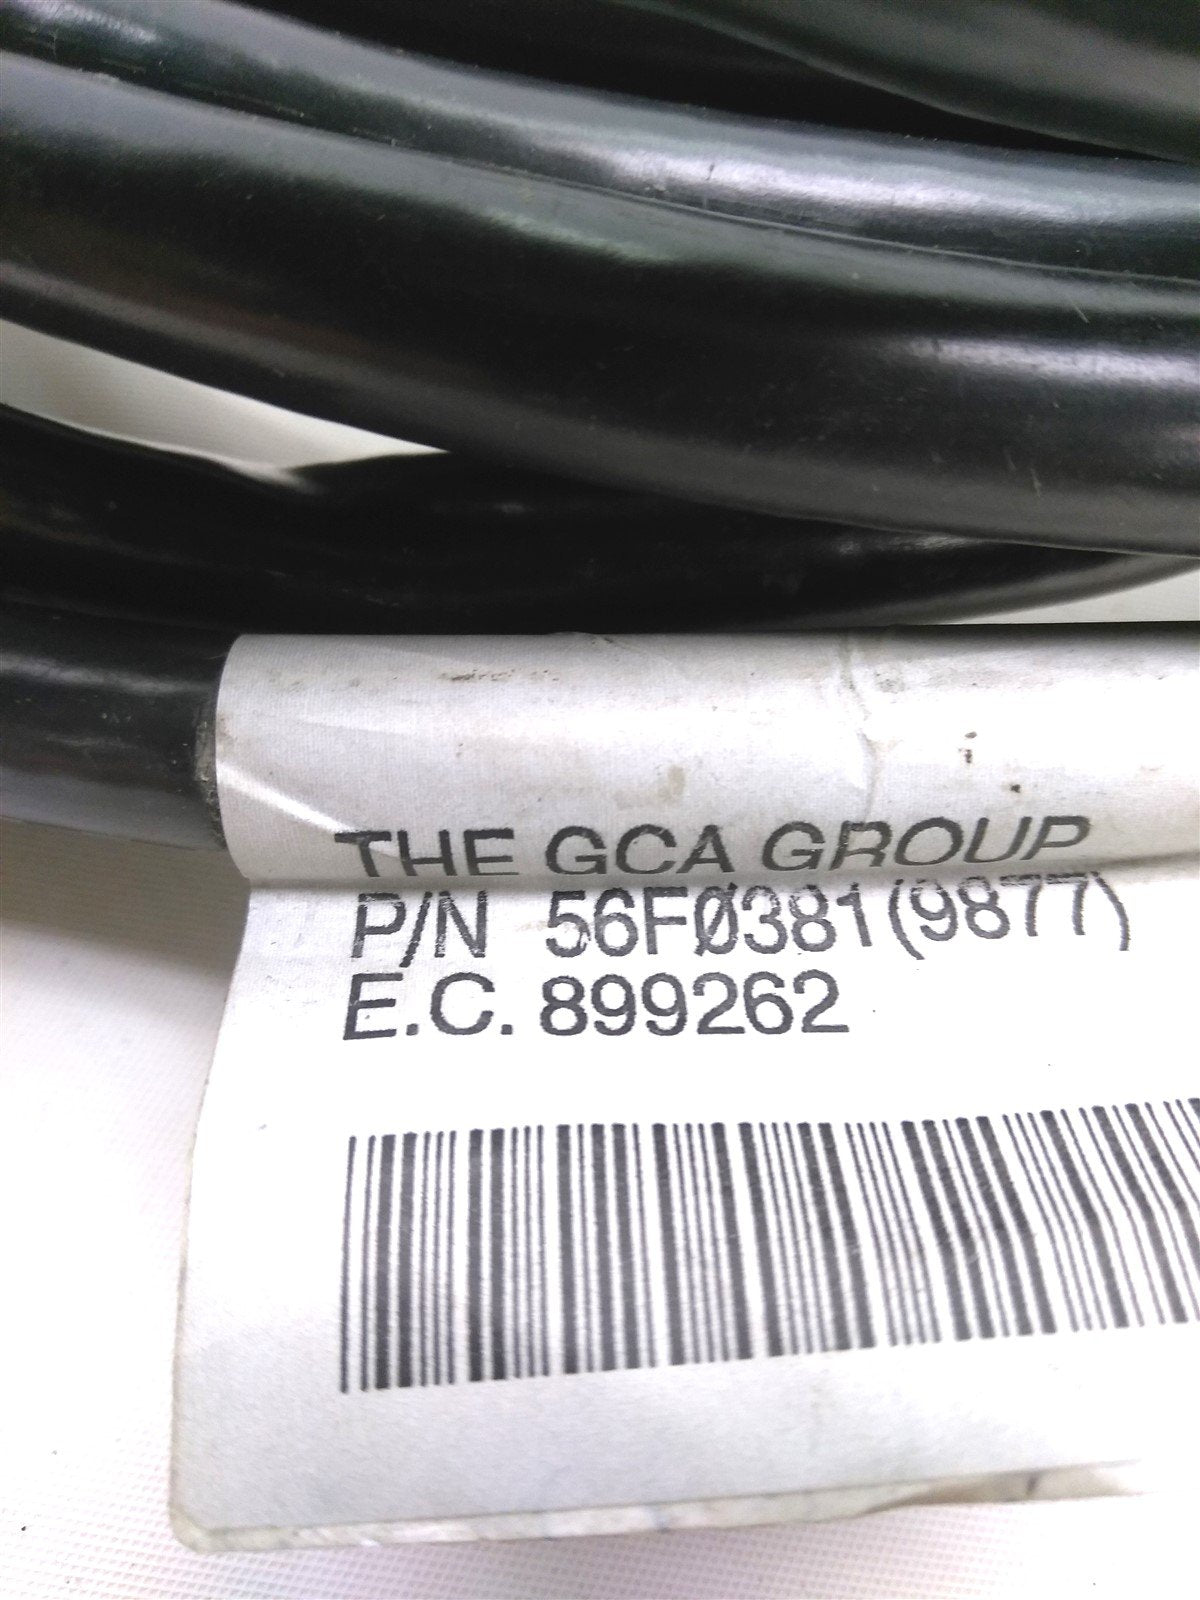 THE GCA GROUP
P/N 56FØ381(9877)
E.C. 899262